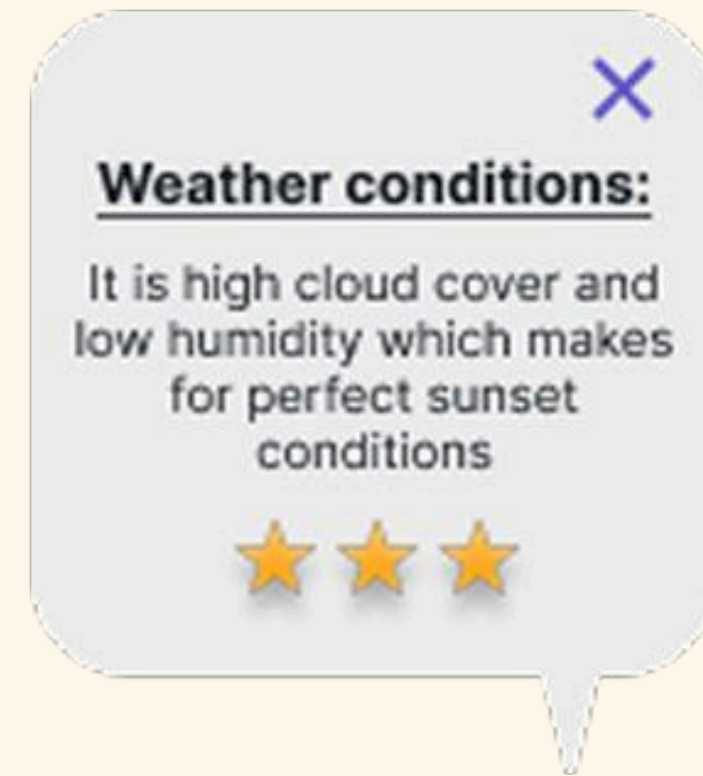 Weather conditions:
It is high cloud cover and
low humidity which makes
for perfect sunset
conditions